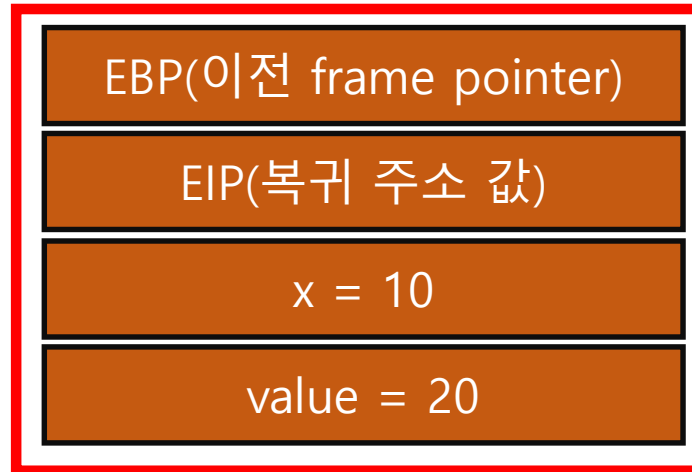 EBP(이전 frame pointer)
EIP(복귀 주소 값)
x = 10
value = 20